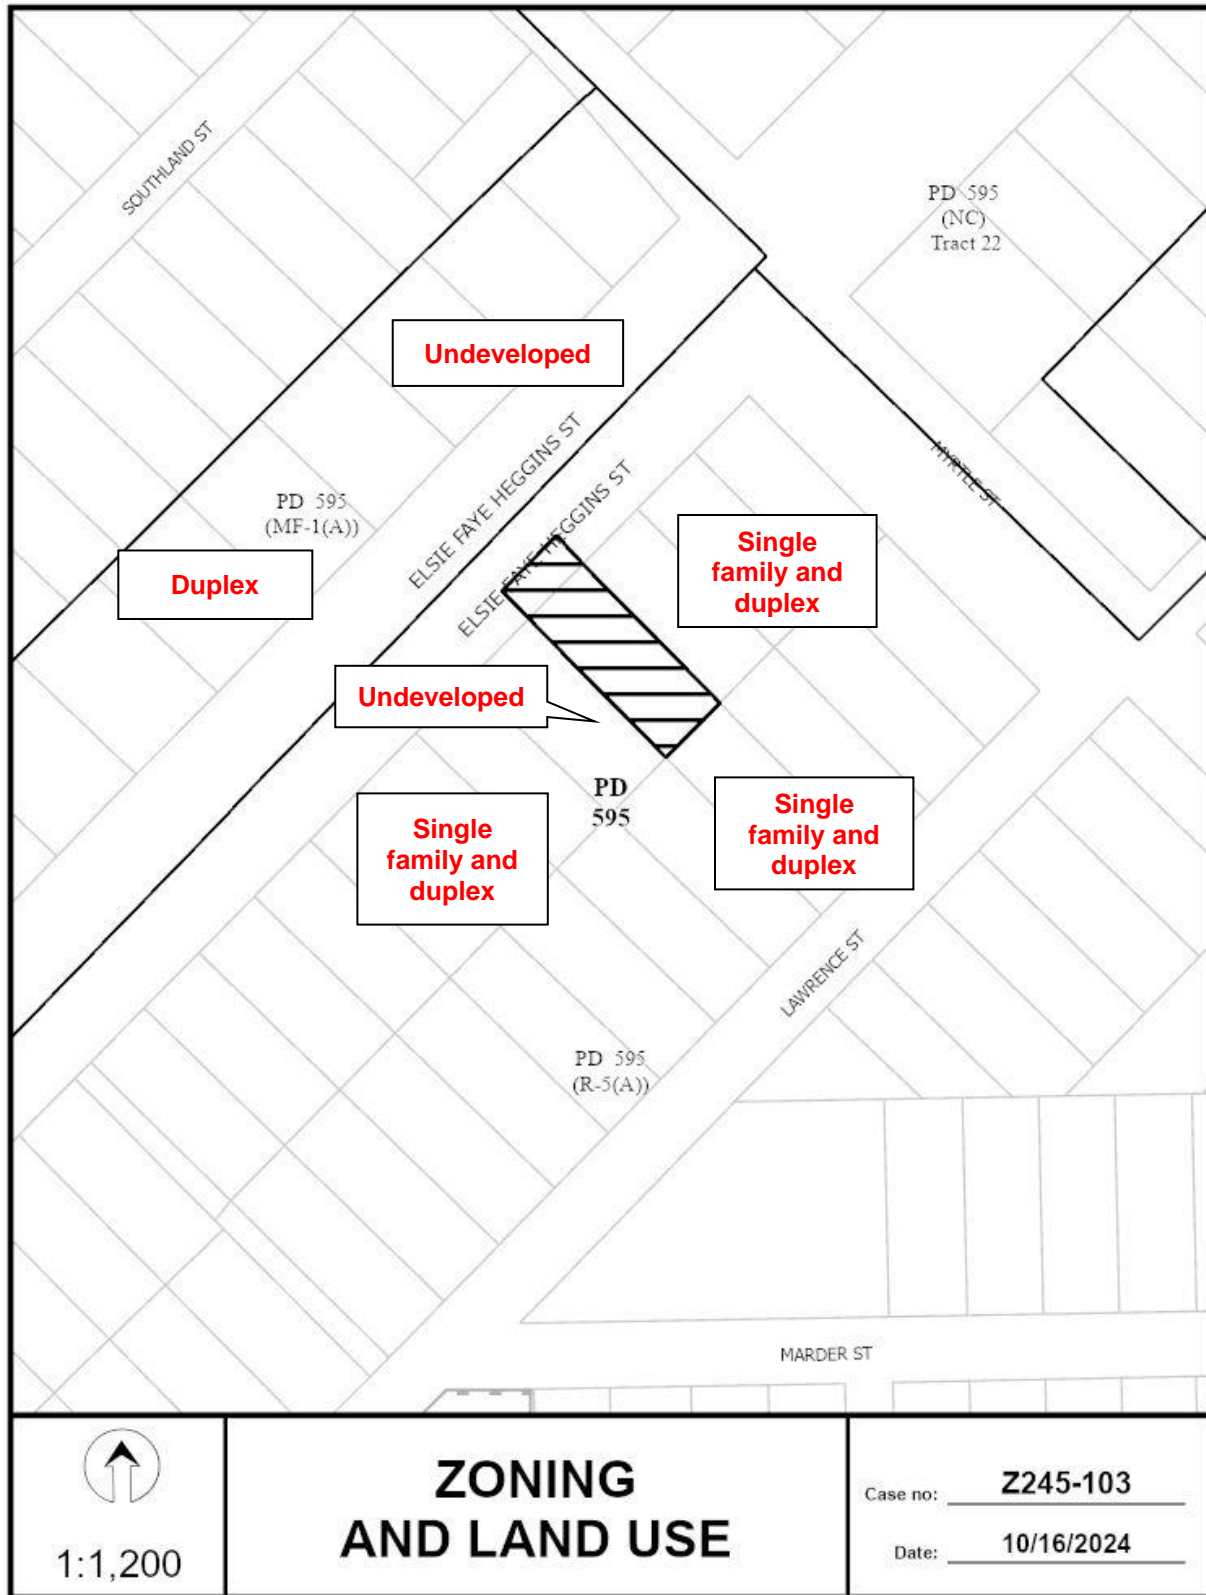 SOUTHLAND ST
PD 595
(NC)
Tract 22
Undeveloped
ELSIE FAYE HEGGINS ST
ELSIE FAYE HEGGINS ST
MYRTLE ST
PD 595
(MF-1(A))
Duplex
Single
family and
duplex
Undeveloped
PD
595
Single
family and
duplex
Single
family and
duplex
LAWRENCE ST
PD 595
(R-5(A))
MARDER ST
1:1,200
ZONING
AND LAND USE
Case no: Z245-103
Date: 10/16/2024